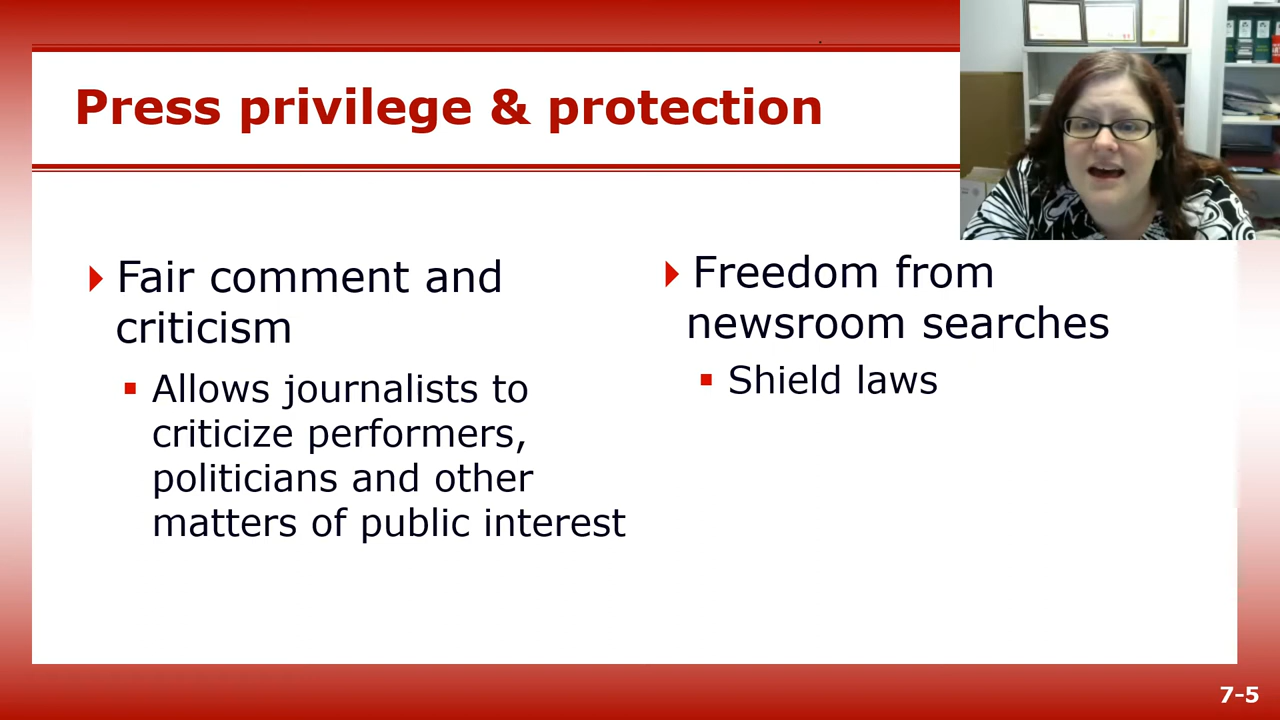 Press privilege & protection
Fair comment and
criticism
Allows journalists to
criticize performers,
politicians and other
matters of public interest
Freedom from
newsroom searches
Shield laws
7-5